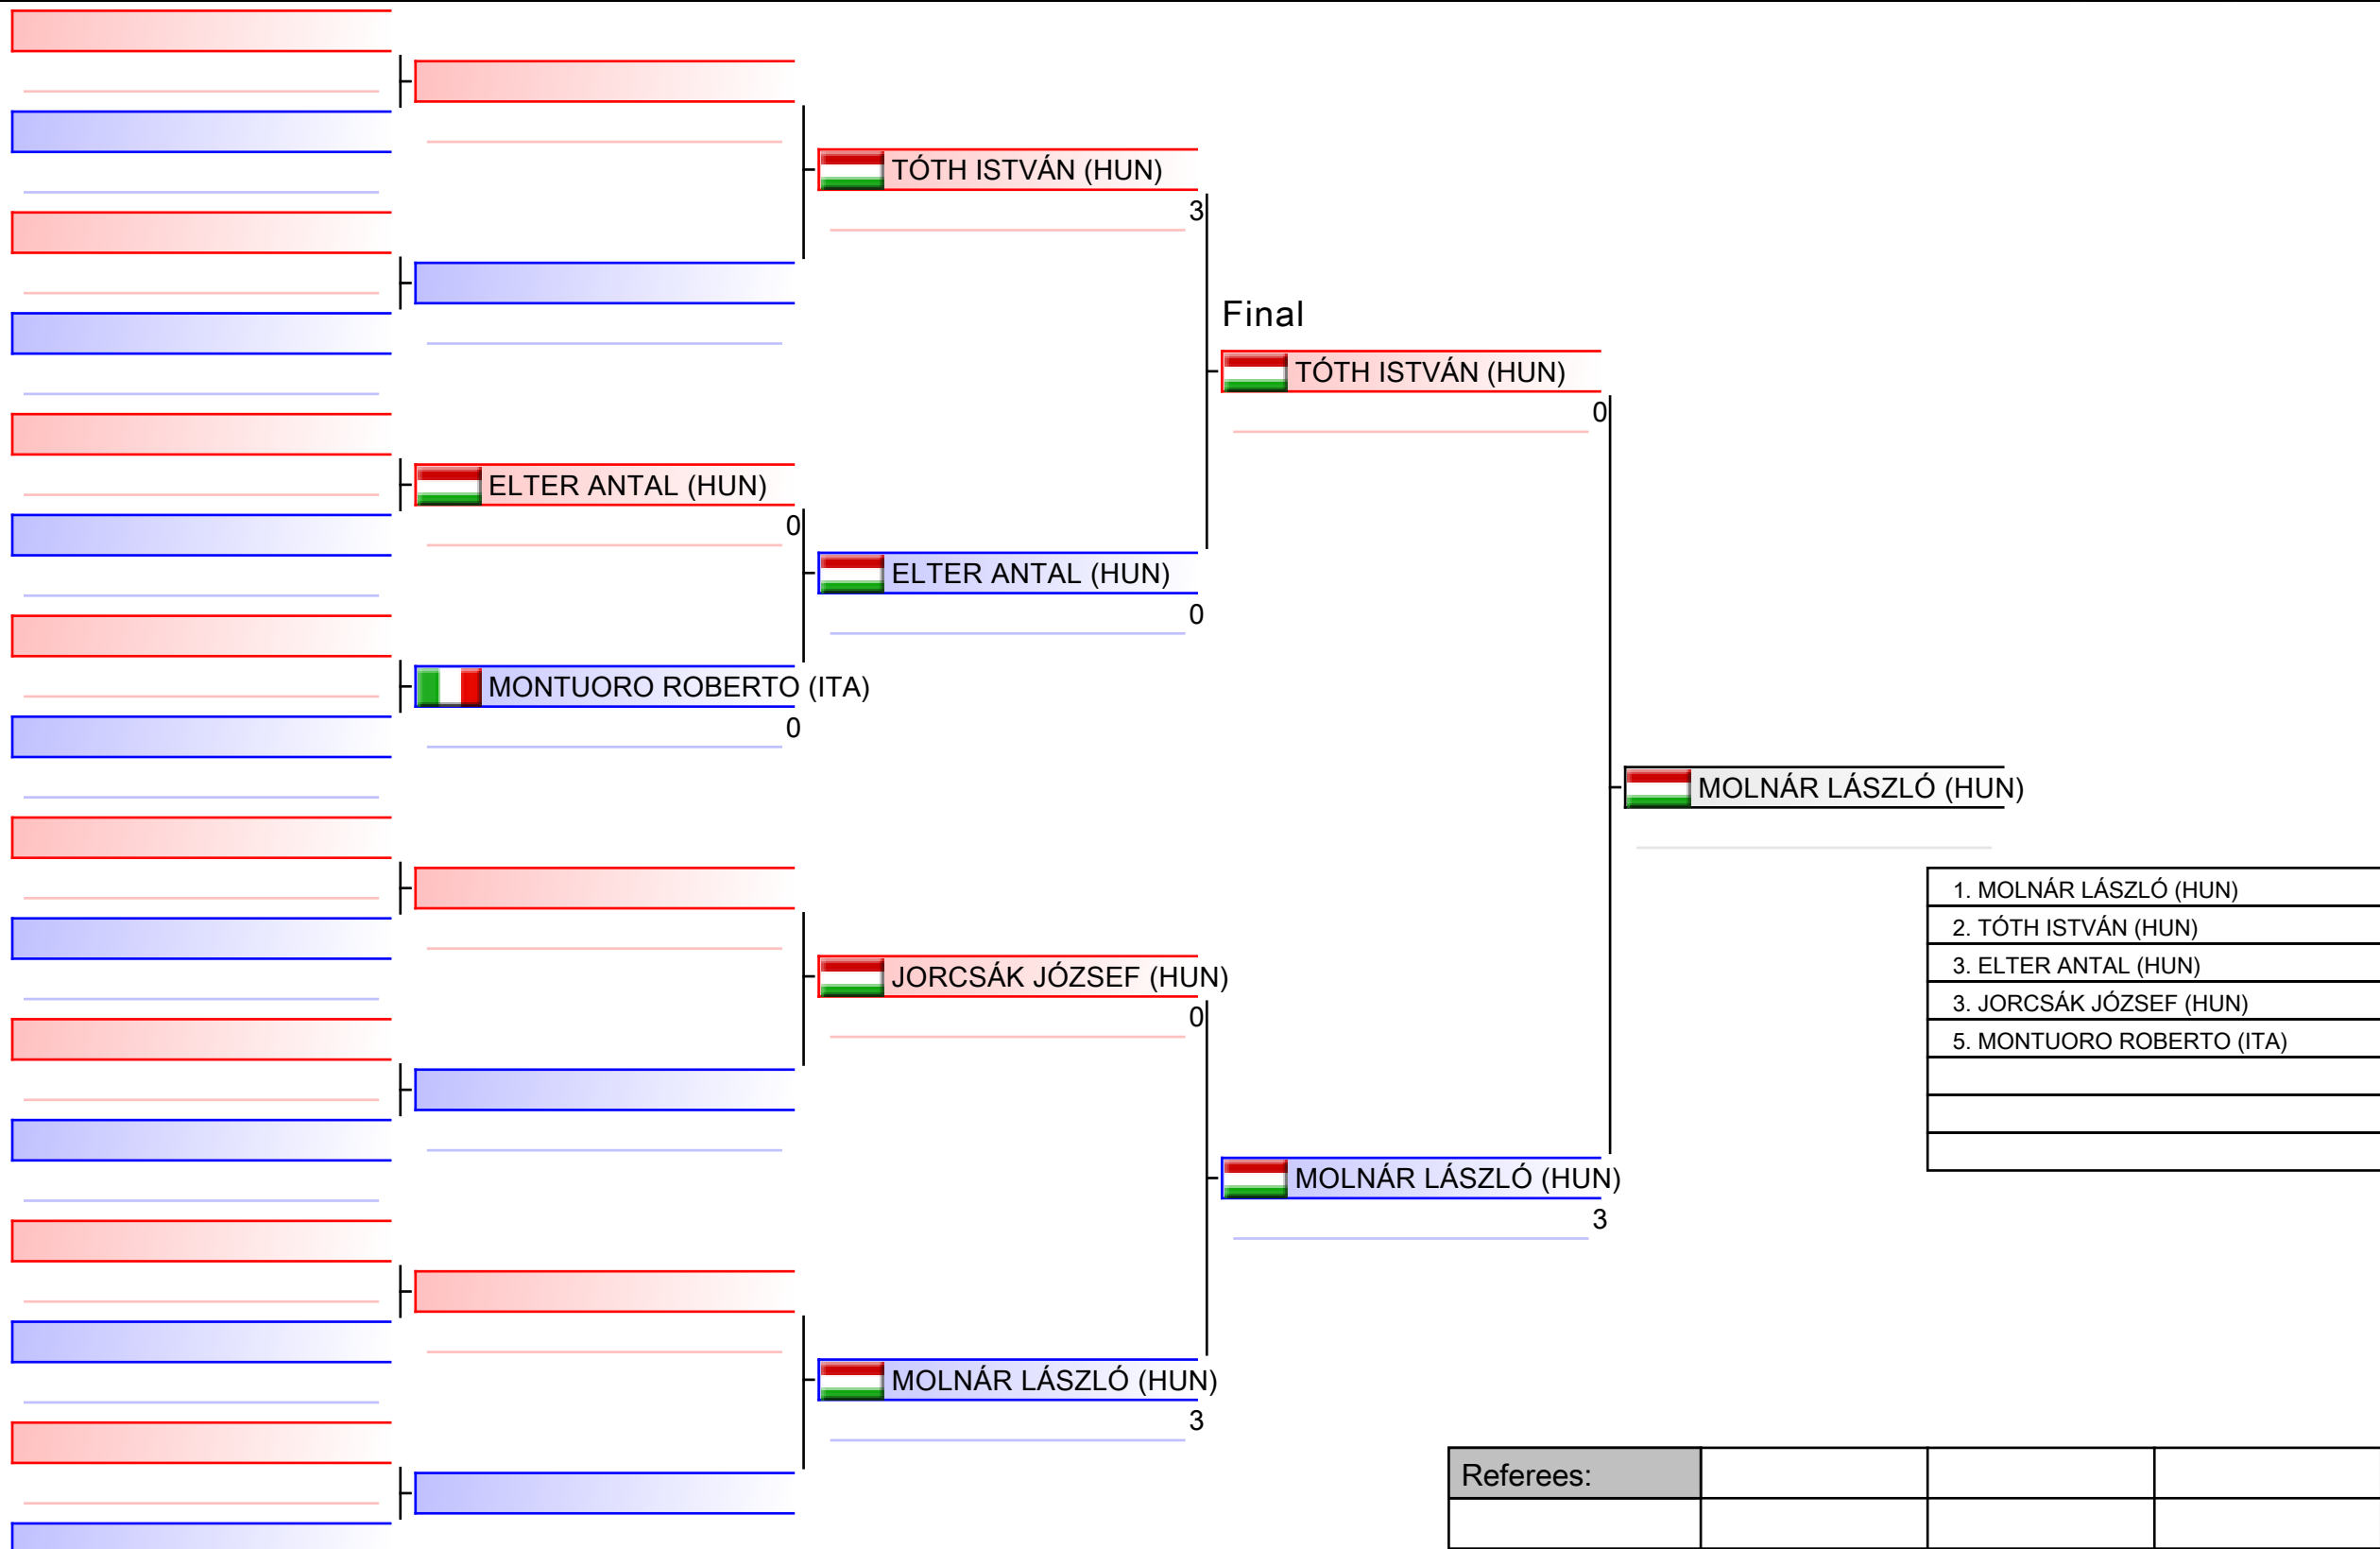 TÓTH ISTVÁN (HUN)
3
Final
TÓTH ISTVÁN (HUN)
0
ELTER ANTAL (HUN)
0
ELTER ANTAL (HUN)
0
MONTUORO ROBERTO (ITA)
0
MOLNÁR LÁSZLÓ (HUN)
1. MOLNÁR LÁSZLÓ (HUN)
2. TÓTH ISTVÁN (HUN)
3. ELTER ANTAL (HUN)
3. JORCSÁK JÓZSEF (HUN)
5. MONTUORO ROBERTO (ITA)
JORCSÁK JÓZSEF (HUN)
0
MOLNÁR LÁSZLÓ (HUN)
3
MOLNÁR LÁSZLÓ (HUN)
3
Referees: